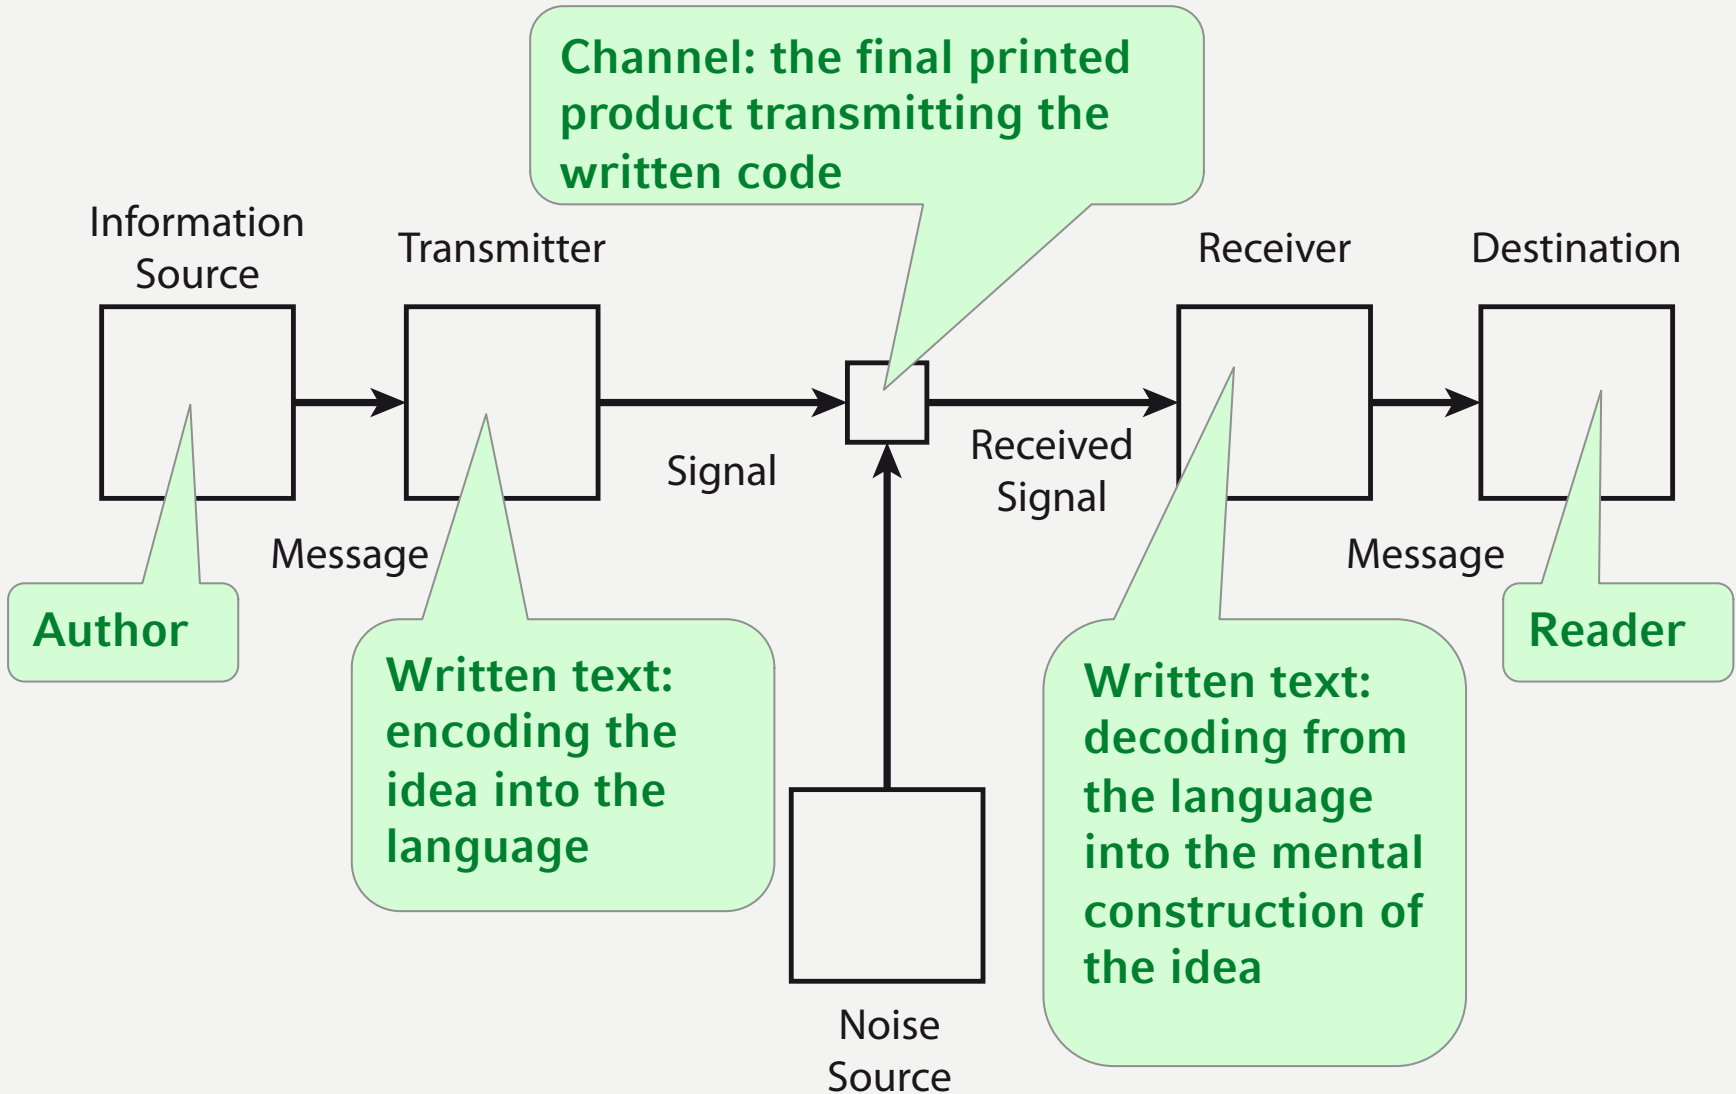 Channel: the final printed
product transmitting the
written code
Information
Source
Transmitter
Receiver
Destination
Signal
Received
Signal
Message
Message
Author
Written text:
encoding the
idea into the
language
Written text:
decoding from
the language
into the mental
construction of
the idea
Reader
Noise
Source